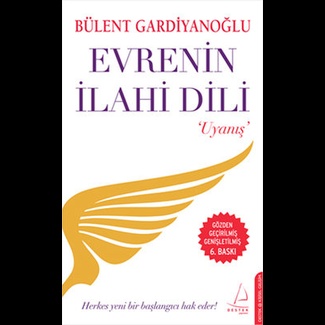 BÜLENT GARDİYANOĞLU
EVRENİN
İLAHİ DİLİ
‘Uyanış’
GÖZDEN
GEÇİRİLMİŞ
GENİŞLETİLMİŞ
6. BASKI
Herkes yeni bir başlangıcı hak eder!
DESTEK